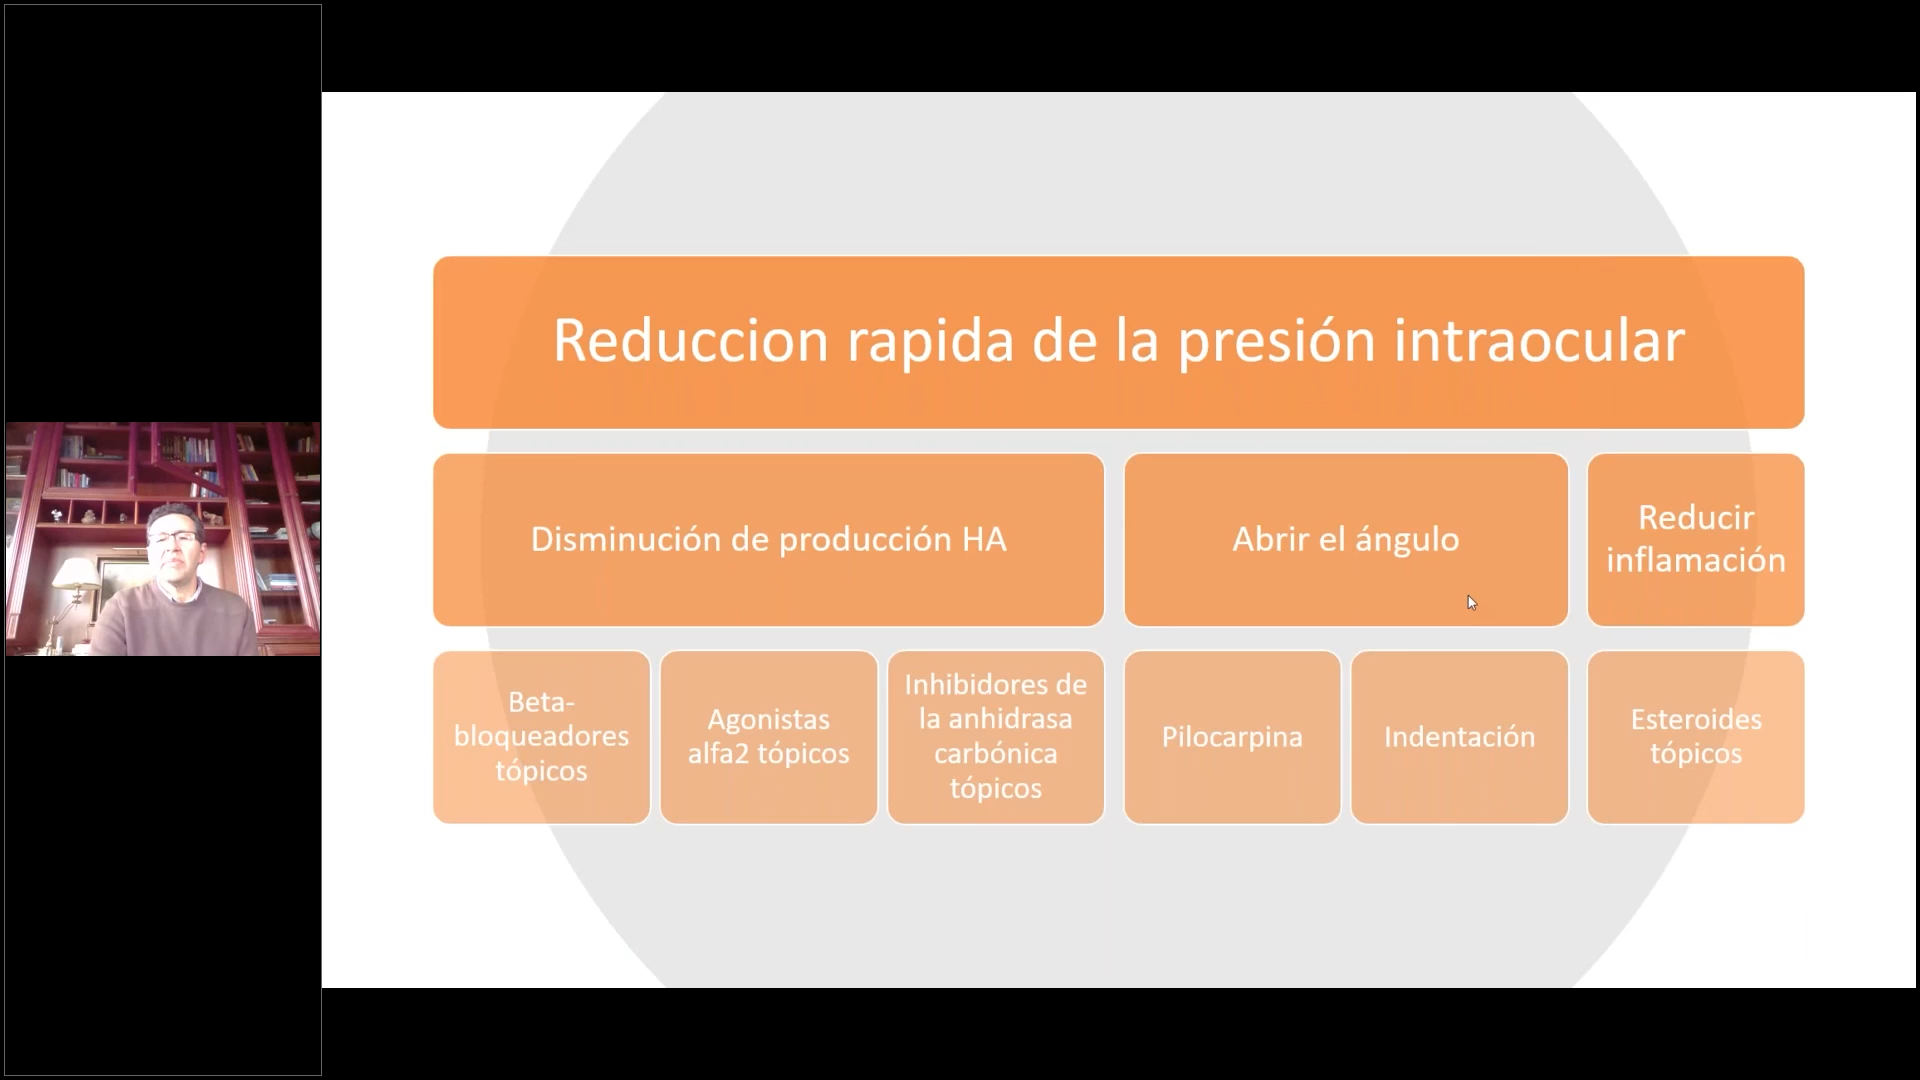 Reduccion rapida de la presión intraocular
Disminución de producción HA
Abrir el ángulo
Reducir
inflamación
Beta-
bloqueadores
tópicos
Agonistas
alfa2 tópicos
Inhibidores de
la anhidrasa
carbónica
tópicos
Pilocarpina
Indentación
Esteroides
tópicos